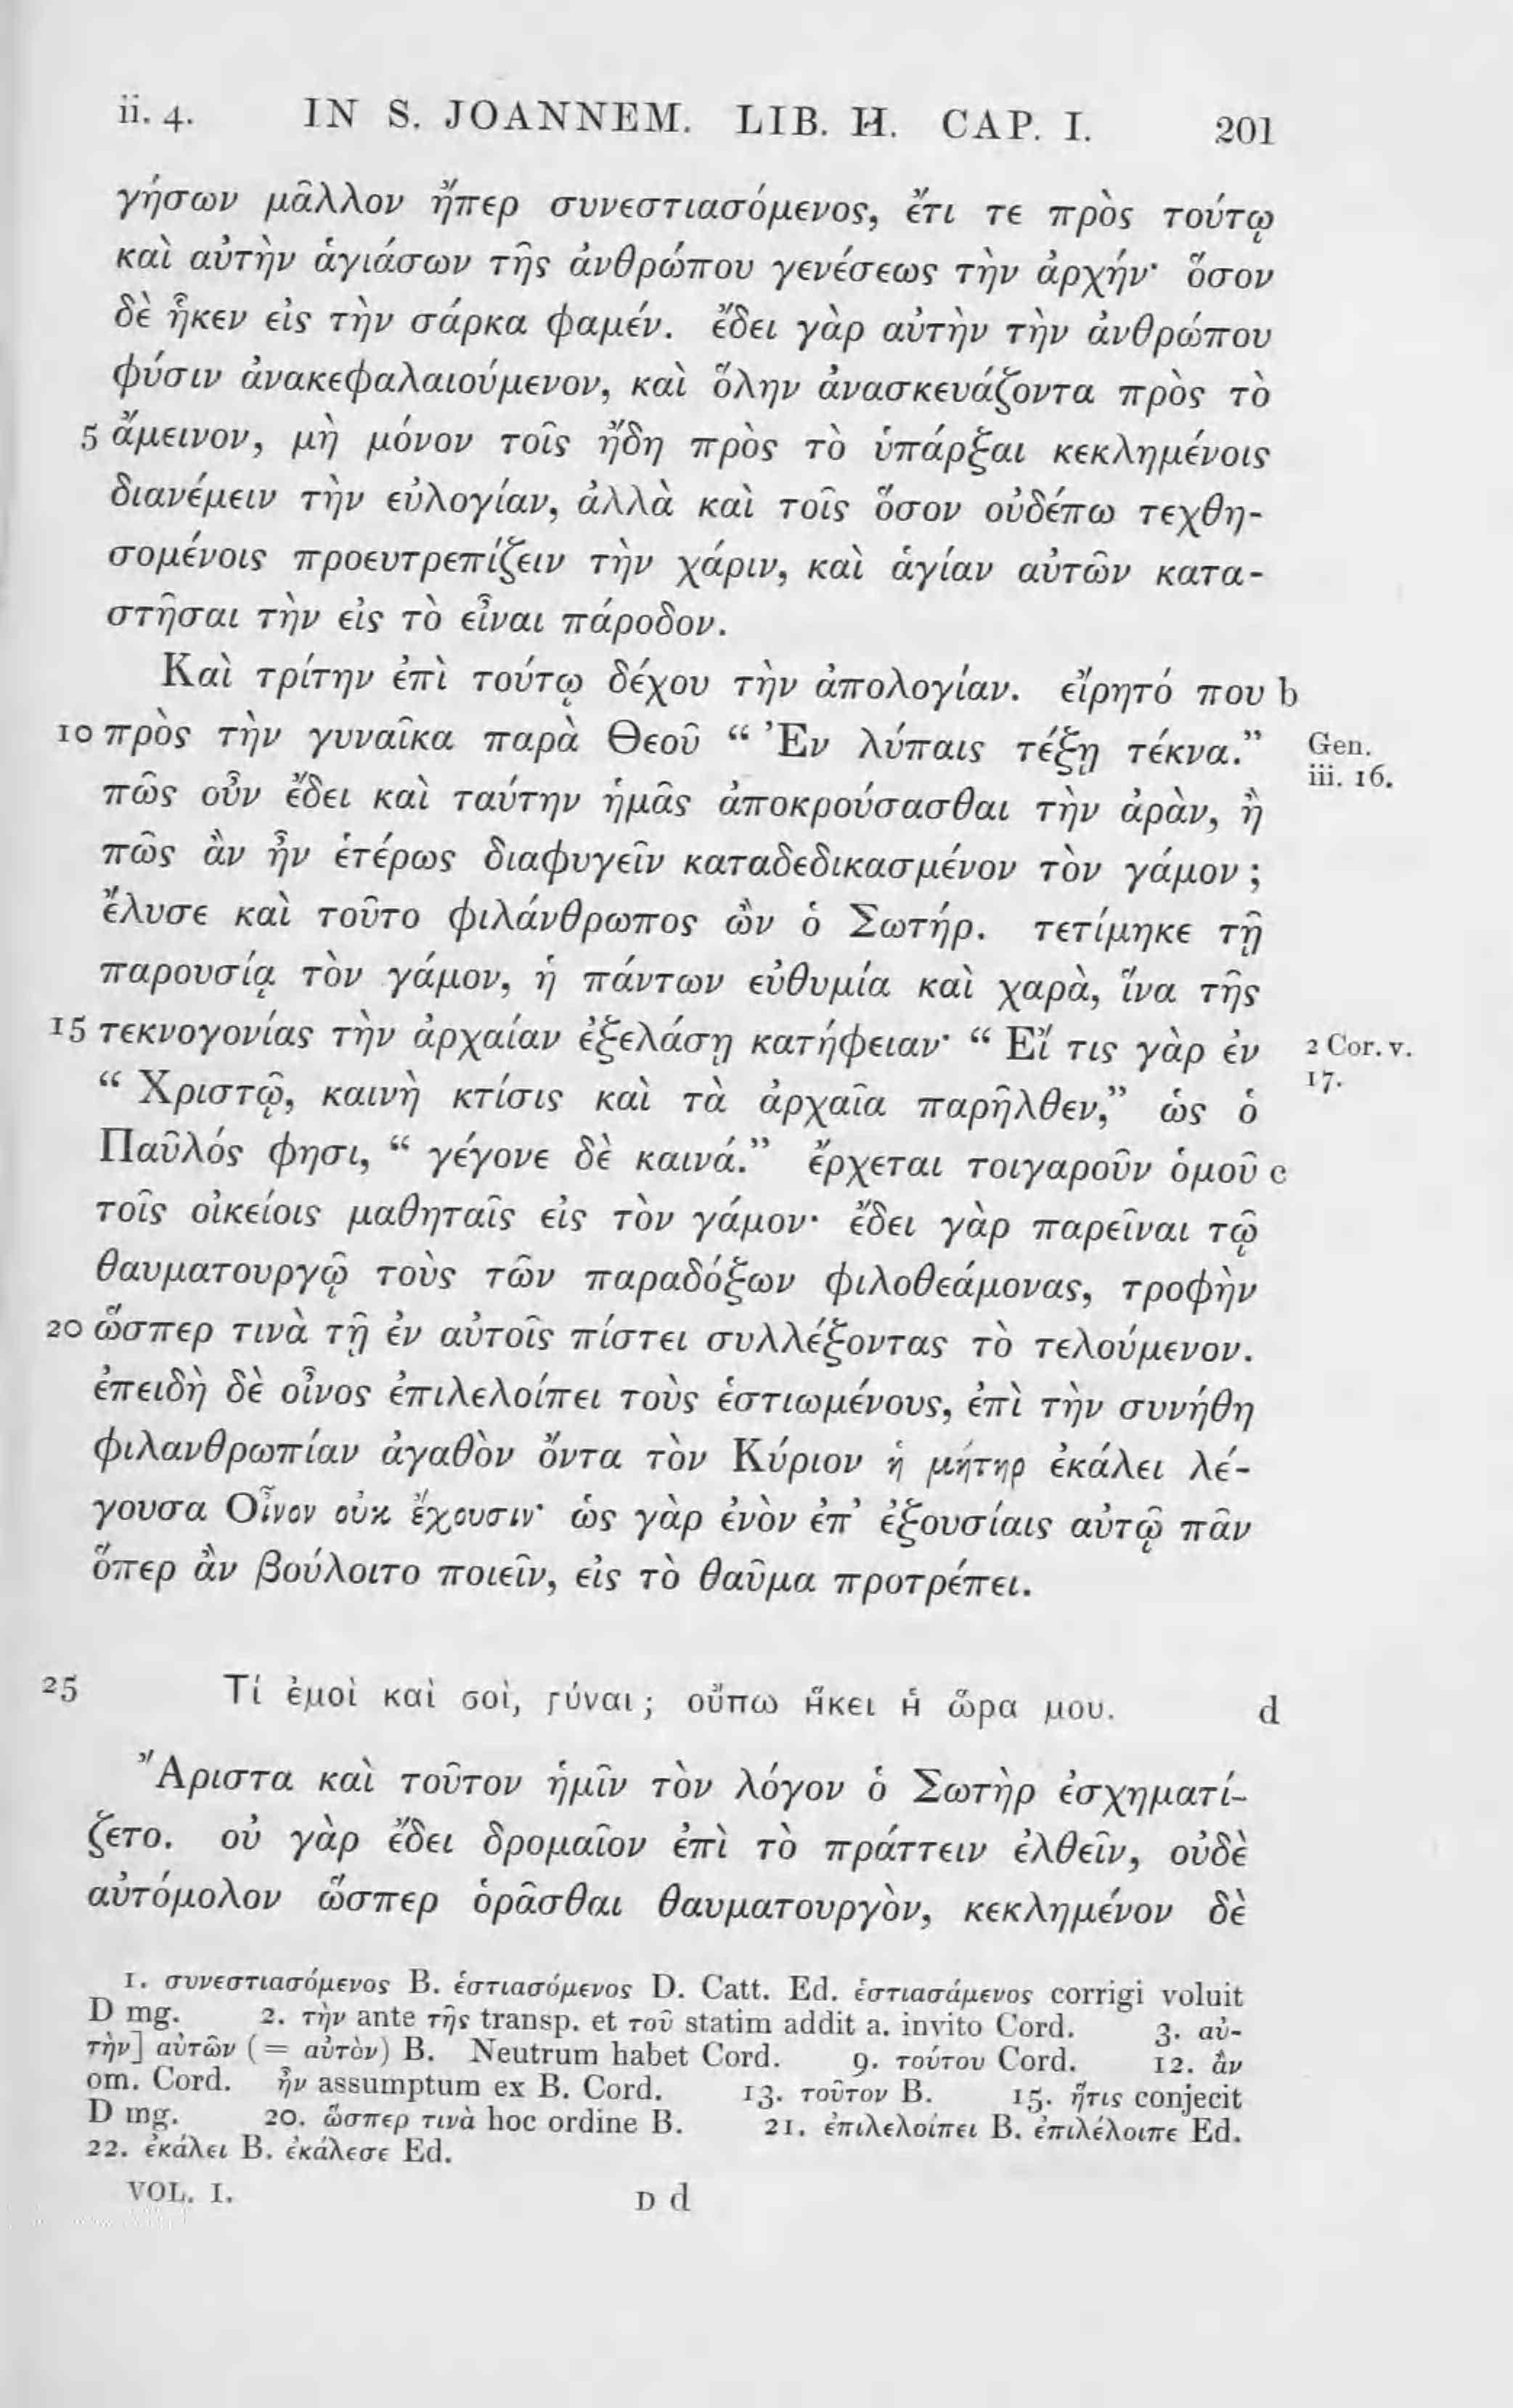 ii. 4. IN S. JOANNEM. LIB. II. CAP. I. 201
γήσων μᾶλλον ἤπερ συνεστιασόμενος, ἔτι τε πρὸς τούτῳ
καὶ αὐτὴν ἁγιάσων τῆς ἀνθρώπου γενέσεως τὴν ἀρχήν· ὅσον
δὲ ἧκεν εἰς τὴν σάρκα φαμέν. ἔδει γὰρ αὐτὴν τὴν ἀνθρώπου
φύσιν ἀνακεφαλαιούμενον, καὶ ὅλην ἀνασκευάζοντα πρὸς τὸ
5 ἄμεινον, μὴ μόνον τοῖς ἤδη πρὸς τὸ ὑπάρξαι κεκλημένοις
διανέμειν τὴν εὐλογίαν, ἀλλὰ καὶ τοῖς ὅσον οὐδέπω τεχθη-
σομένοις προευτρεπίζειν τὴν χάριν, καὶ ἁγίαν αὐτῶν κατα-
στῆσαι τὴν εἰς τὸ εἶναι πάροδον.
Καὶ τρίτην ἐπὶ τούτῳ δέχου τὴν ἀπολογίαν. εἴρητό που b
10 πρὸς τὴν γυναῖκα παρὰ Θεοῦ “ Ἐν λύπαις τέξῃ τέκνα.” Gen.
iii. 16.
πῶς οὖν ἔδει καὶ ταύτην ἡμᾶς ἀποκρούσασθαι τὴν ἀρὰν, ἢ
πῶς ἂν ἦν ἑτέρως διαφυγεῖν καταδεδικασμένον τὸν γάμον ;
ἔλυσε καὶ τοῦτο φιλάνθρωπος ὢν ὁ Σωτήρ. τετίμηκε τῇ
παρουσίᾳ τὸν γάμον, ἡ πάντων εὐθυμία καὶ χαρὰ, ἵνα τῆς
15 τεκνογονίας τὴν ἀρχαίαν ἐξελάσῃ κατήφειαν· “ Εἴ τις γὰρ ἐν 2 Cor. v.
17.
“ Χριστῷ, καινὴ κτίσις καὶ τὰ ἀρχαῖα παρῆλθεν,” ὡς ὁ
Παῦλός φησι, “ γέγονε δὲ καινά.” ἔρχεται τοιγαροῦν ὁμοῦ c
τοῖς οἰκείοις μαθηταῖς εἰς τὸν γάμον· ἔδει γὰρ παρεῖναι τῷ
θαυματουργῷ τοὺς τῶν παραδόξων φιλοθεάμονας, τροφὴν
20 ὥσπερ τινὰ τῇ ἐν αὐτοῖς πίστει συλλέξοντας τὸ τελούμενον.
ἐπειδὴ δὲ οἶνος ἐπιλελοίπει τοὺς ἑστιωμένους, ἐπὶ τὴν συνήθη
φιλανθρωπίαν ἀγαθὸν ὄντα τὸν Κύριον ἡ μήτηρ ἐκάλει λέ-
γουσα Οἶνον οὐκ ἔχουσιν· ὡς γὰρ ἐνὸν ἐπ’ ἐξουσίαις αὐτῷ πᾶν
ὅπερ ἂν βούλοιτο ποιεῖν, εἰς τὸ θαῦμα προτρέπει.
25 Τί ἐμοὶ καὶ σοὶ, γύναι ; οὔπω ἥκει ἡ ὥρα μου. d
Ἄριστα καὶ τοῦτον ἡμῖν τὸν λόγον ὁ Σωτὴρ ἐσχηματί-
ζετο. οὐ γὰρ ἔδει δρομαῖον ἐπὶ τὸ πράττειν ἐλθεῖν, οὐδὲ
αὐτόμολον ὥσπερ ὁρᾶσθαι θαυματουργὸν, κεκλημένον δὲ
1. συνεστιασόμενος B. ἑστιασόμενος D. Catt. Ed. ἑστιασάμενος corrigi voluit
D mg. 2. τὴν ante τῆς transp. et τοῦ statim addit a. invito Cord. 3. αὐ-
τὴν] αὐτῶν (= αὐτὸν) B. Neutrum habet Cord. 9. τούτου Cord. 12. ἂν
om. Cord. ἦν assumptum ex B. Cord. 13. τοῦτον B. 15. ἥτις conjecit
D mg. 20. ὥσπερ τινὰ hoc ordine B. 21. ἐπιλελοίπει B. ἐπιλέλοιπε Ed.
22. ἐκάλει B. ἐκάλεσε Ed.
VOL. I. D d